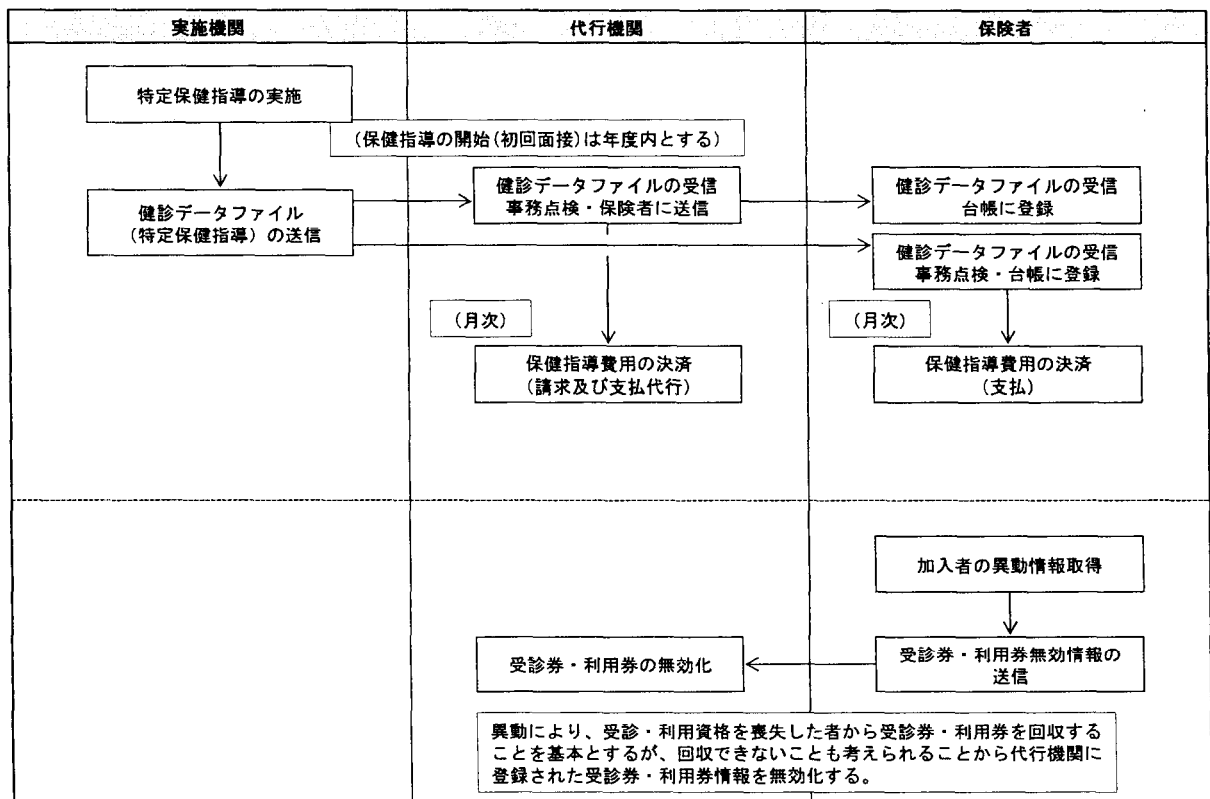 実施機関
代行機関
保険者
特定保健指導の実施
（保健指導の開始(初回面接)は年度内とする）
健診データファイル
（特定保健指導）の送信
健診データファイルの受信
事務点検・保険者に送信
健診データファイルの受信
台帳に登録
健診データファイルの受信
事務点検・台帳に登録
（月次）
（月次）
保健指導費用の決済
（請求及び支払代行）
保健指導費用の決済
（支払）
加入者の異動情報取得
受診券・利用券の無効化
受診券・利用券無効情報の
送信
異動により、受診・利用資格を喪失した者から受診券・利用券を回収する
ことを基本とするが、回収できないことも考えられることから代行機関に
登録された受診券・利用券情報を無効化する。